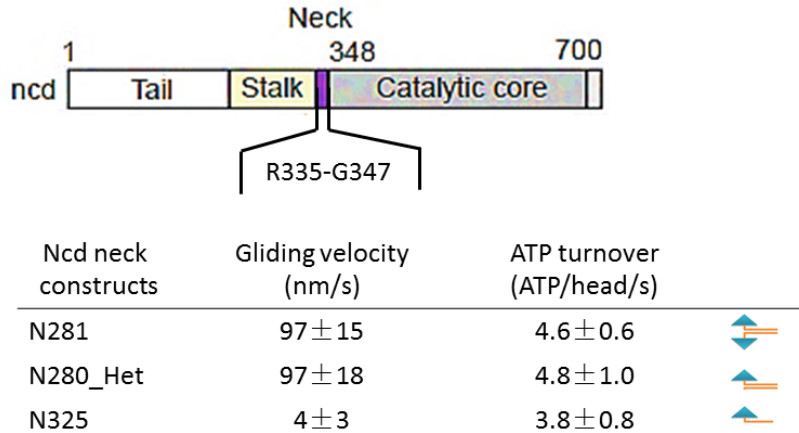 Neck
1 348 700
ncd Tail Stalk Catalytic core
R335-G347
Ncd neck Gliding velocity ATP turnover
constructs (nm/s) (ATP/head/s)
N281 97±15 4.6±0.6
N280_Het 97±18 4.8±1.0
N325 4±3 3.8±0.8